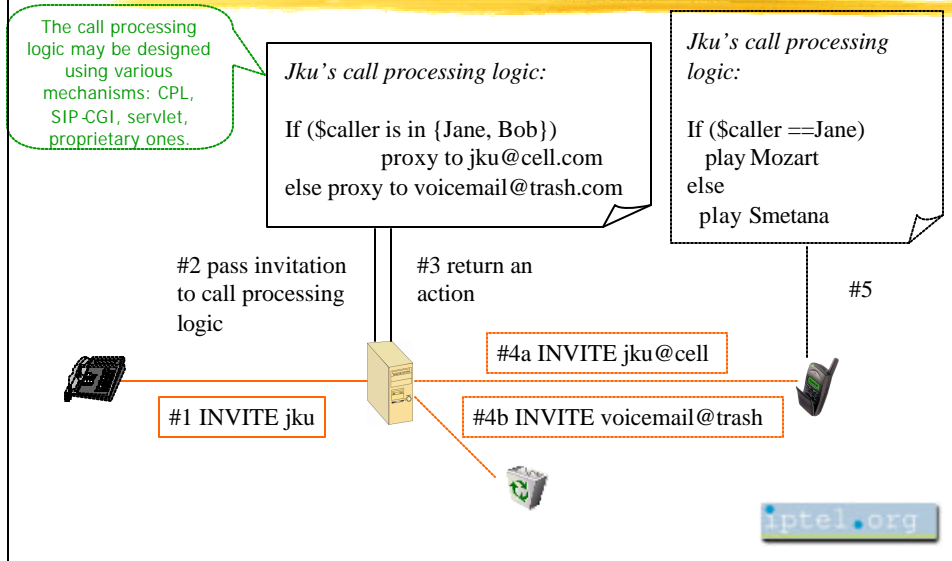 The call processing
logic may be designed
using various
mechanisms: CPL,
SIP-CGI, servlet,
proprietary ones.
Jku's call processing logic:
If ($caller is in {Jane, Bob})
proxy to jku@cell.com
else proxy to voicemail@trash.com
Jku's call processing
logic:
If ($caller ==Jane)
play Mozart
else
play Smetana
#2 pass invitation
to call processing
logic
#3 return an
action
#5
#4a INVITE jku@cell
#1 INVITE jku
#4b INVITE voicemail@trash
iptel.org